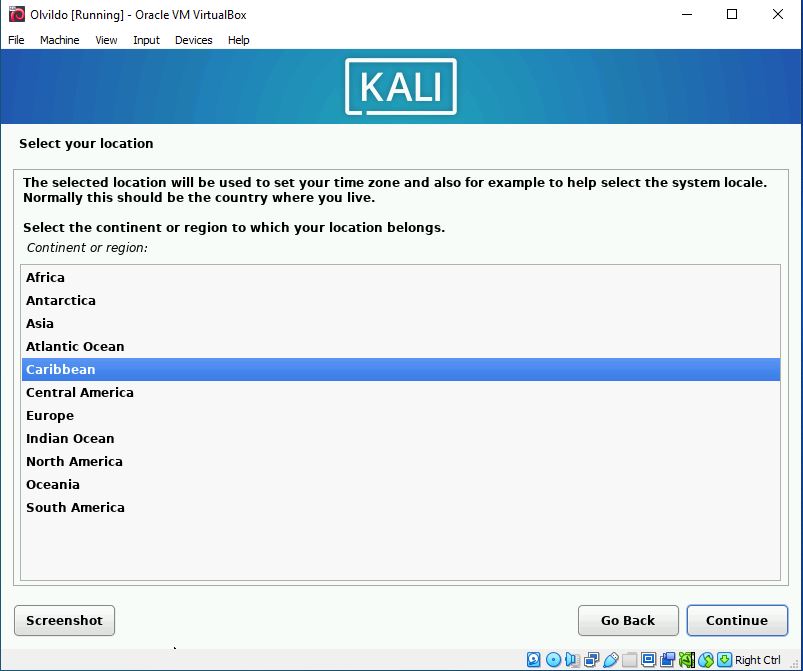 Olvildo [Running] - Oracle VM VirtualBox
File Machine View Input Devices Help
KALI
Select your location
The selected location will be used to set your time zone and also for example to help select the system locale.
Normally this should be the country where you live.
Select the continent or region to which your location belongs.
Continent or region:
Africa
Antarctica
Asia
Atlantic Ocean
Caribbean
Central America
Europe
Indian Ocean
North America
Oceania
South America
Screenshot Go Back Continue
Right Ctrl